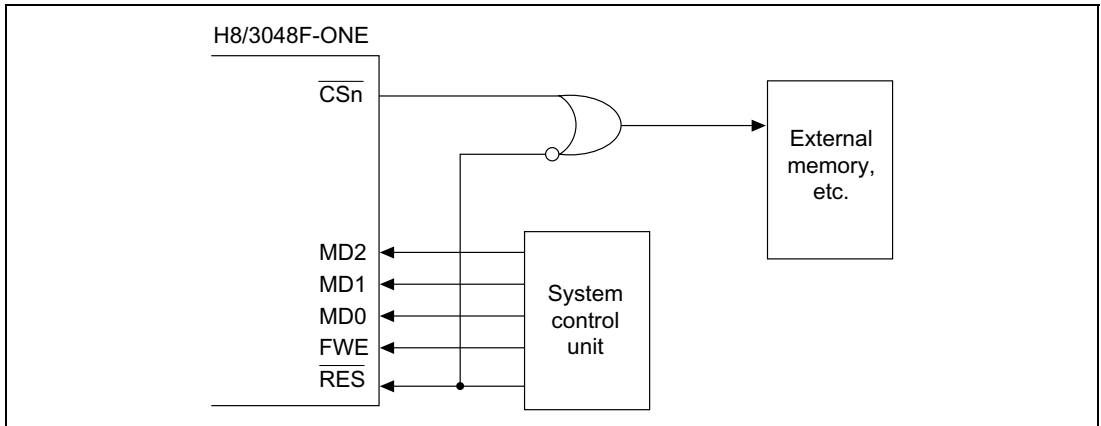 H8/3048F-ONE
CSn
External
memory,
etc.
MD2
MD1
MD0
FWE
RES
System
control
unit